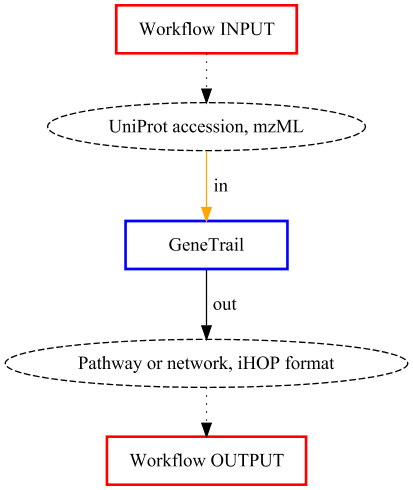 Workflow INPUT
UniProt accession, mzML
in
GeneTrail
out
Pathway or network, iHOP format
Workflow OUTPUT